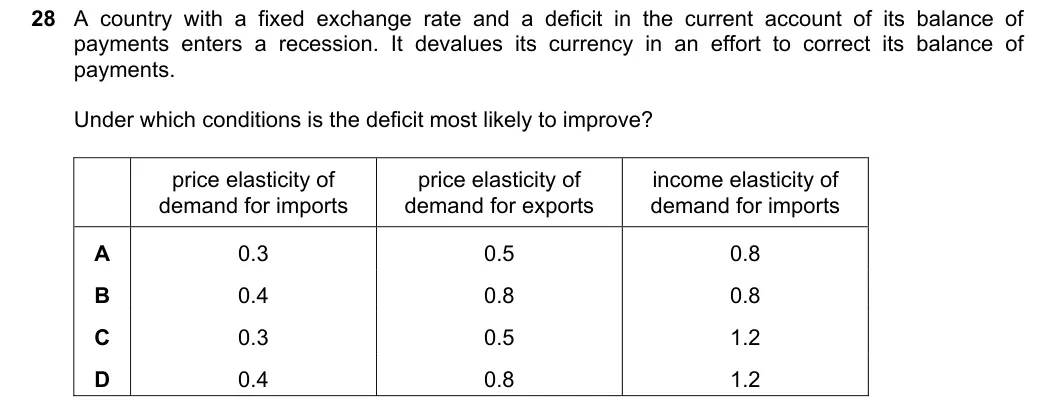 28 A country with a fixed exchange rate and a deficit in the current account of its balance of
payments enters a recession. It devalues its currency in an effort to correct its balance of
payments.
Under which conditions is the deficit most likely to improve?
price elasticity of demand for imports price elasticity of demand for exports income elasticity of demand for imports
A 0.3 0.5 0.8
B 0.4 0.8 0.8
C 0.3 0.5 1.2
D 0.4 0.8 1.2